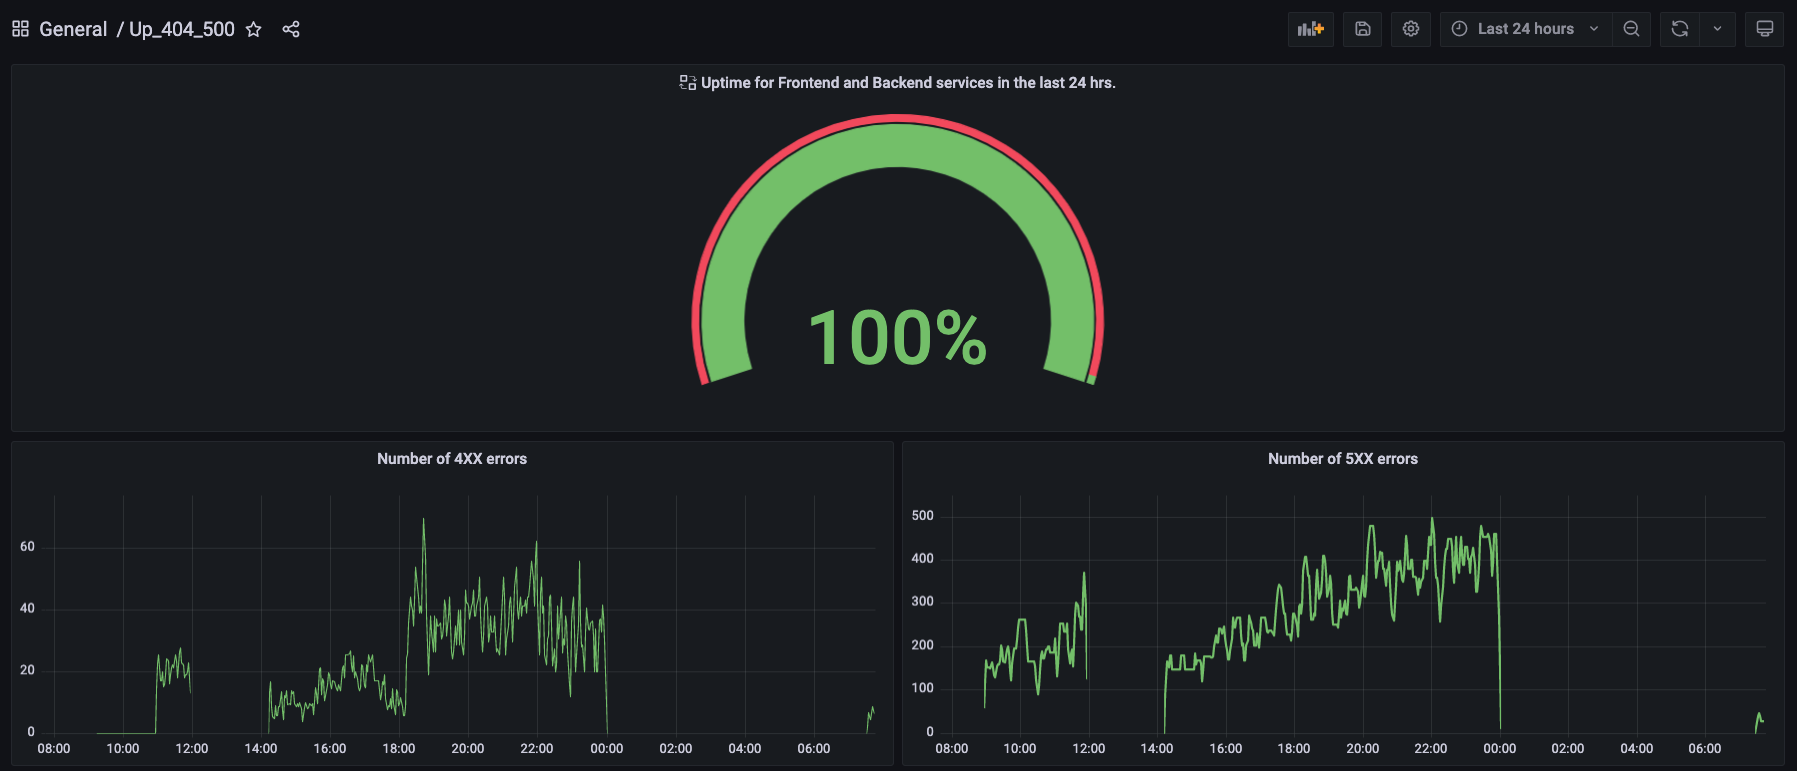 General / Up_404_500
Last 24 hours
Uptime for Frontend and Backend services in the last 24 hrs.
100%
Number of 4XX errors
60
40
20
0
08:00 10:00 12:00 14:00 16:00 18:00 20:00 22:00 00:00 02:00 04:00 06:00
Number of 5XX errors
500
400
300
200
100
0
08:00 10:00 12:00 14:00 16:00 18:00 20:00 22:00 00:00 02:00 04:00 06:00